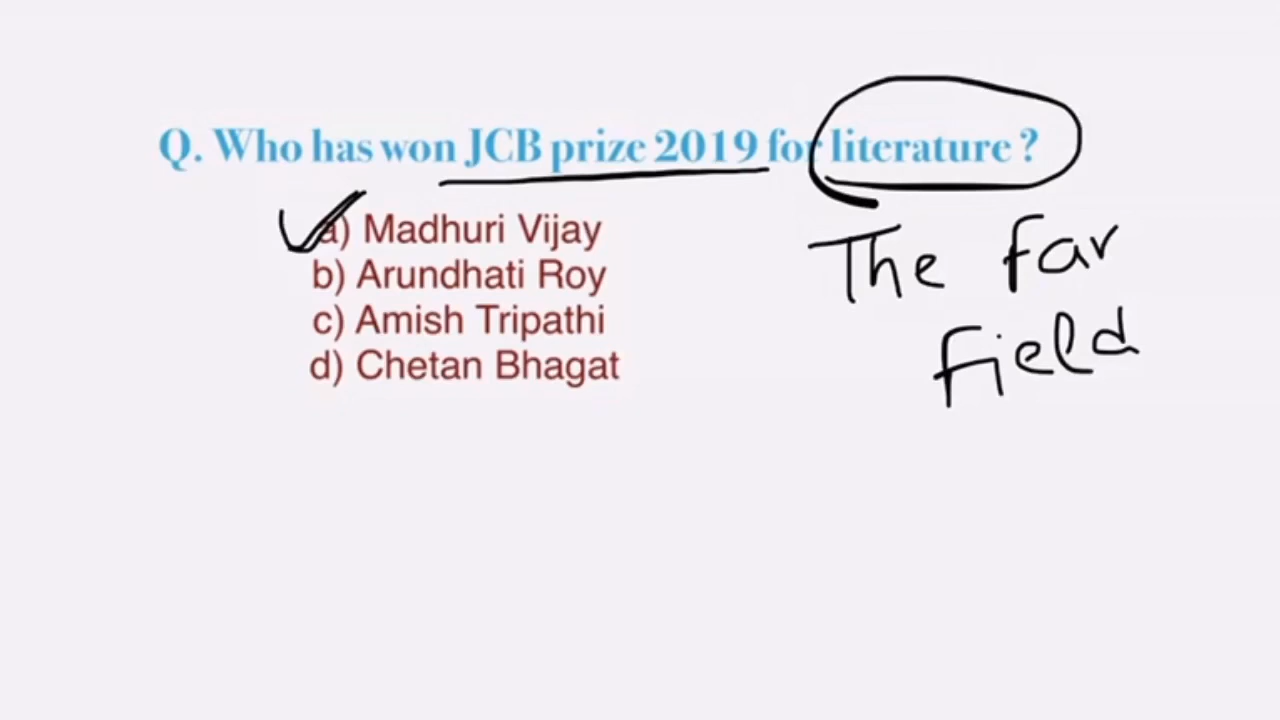 Q. Who has won JCB prize 2019 for literature ?
a) Madhuri Vijay
b) Arundhati Roy
c) Amish Tripathi
d) Chetan Bhagat
The far
field